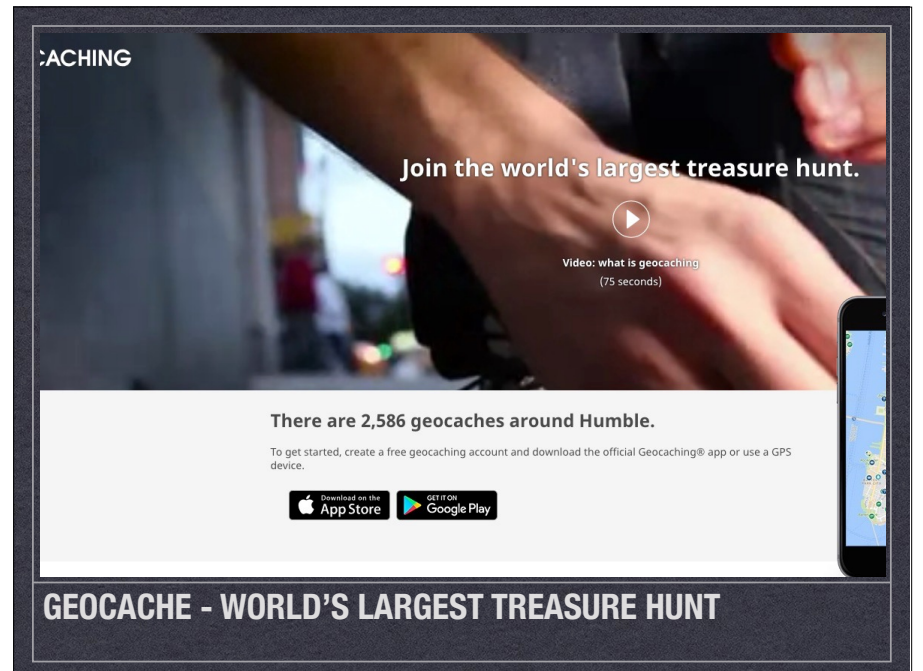 :ACHING
Join the world's largest treasure hunt.
Video: what is geocaching
(75 seconds)
There are 2,586 geocaches around Humble.
To get started, create a free geocaching account and download the official Geocaching® app or use a GPS
device.
Download on the
App Store
GET IT ON
Google Play
GEOCACHE - WORLD'S LARGEST TREASURE HUNT